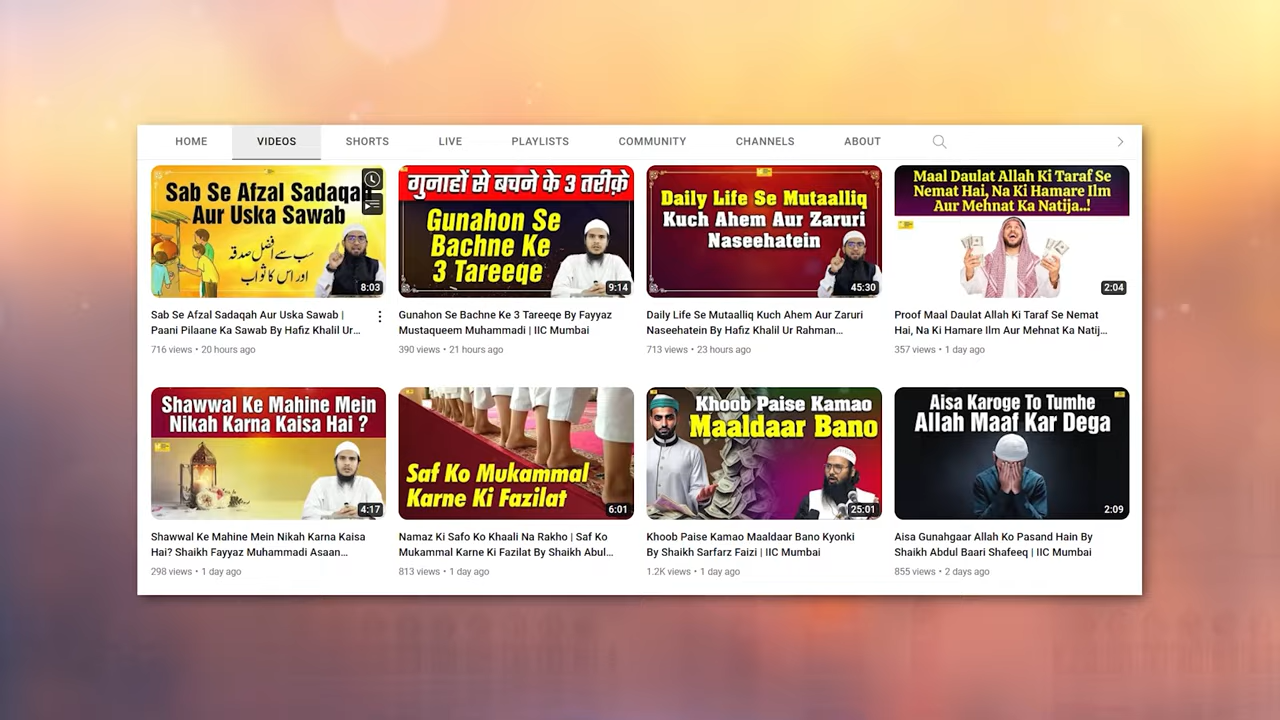 HOME
VIDEOS
SHORTS
LIVE
PLAYLISTS
COMMUNITY
CHANNELS
ABOUT
Sab Se Afzal Sadaqah
Aur Uska Sawab
سب سے افضل صدقہ
اور اس کا ثواب
8:03
गुनाहों से बचने के 3 तरीक़े
Gunahon Se
Bachne Ke
3 Tareeqe
9:14
Daily Life Se Mutaalliq
Kuch Ahem Aur Zaruri
Naseehatein
45:30
Maal Daulat Allah Ki Taraf Se
Nemat Hai, Na Ki Hamare Ilm
Aur Mehnat Ka Natija..!
2:04
Sab Se Afzal Sadaqah Aur Uska Sawab |
Paani Pilaane Ka Sawab By Hafiz Khalil Ur...
716 views • 20 hours ago
Gunahon Se Bachne Ke 3 Tareeqe By Fayyaz
Mustaqueem Muhammadi | IIC Mumbai
390 views • 21 hours ago
Daily Life Se Mutaalliq Kuch Ahem Aur Zaruri
Naseehatein By Hafiz Khalil Ur Rahman...
713 views • 23 hours ago
Proof Maal Daulat Allah Ki Taraf Se Nemat
Hai, Na Ki Hamare Ilm Aur Mehnat Ka Natij...
357 views • 1 day ago
Shawwal Ke Mahine Mein
Nikah Karna Kaisa Hai ?
4:17
Saf Ko Mukammal
Karne Ki Fazilat
6:01
Khoob Paise Kamao
Maaldaar Bano
25:01
Aisa Karoge To Tumhe
Allah Maaf Kar Dega
2:09
Shawwal Ke Mahine Mein Nikah Karna Kaisa
Hai? Shaikh Fayyaz Muhammadi Asaan...
298 views • 1 day ago
Namaz Ki Safo Ko Khaali Na Rakho | Saf Ko
Mukammal Karne Ki Fazilat By Shaikh Abul...
813 views • 1 day ago
Khoob Paise Kamao Maaldaar Bano Kyonki
By Shaikh Sarfarz Faizi | IIC Mumbai
1.2K views • 1 day ago
Aisa Gunahgaar Allah Ko Pasand Hain By
Shaikh Abdul Baari Shafeeq | IIC Mumbai
855 views • 2 days ago